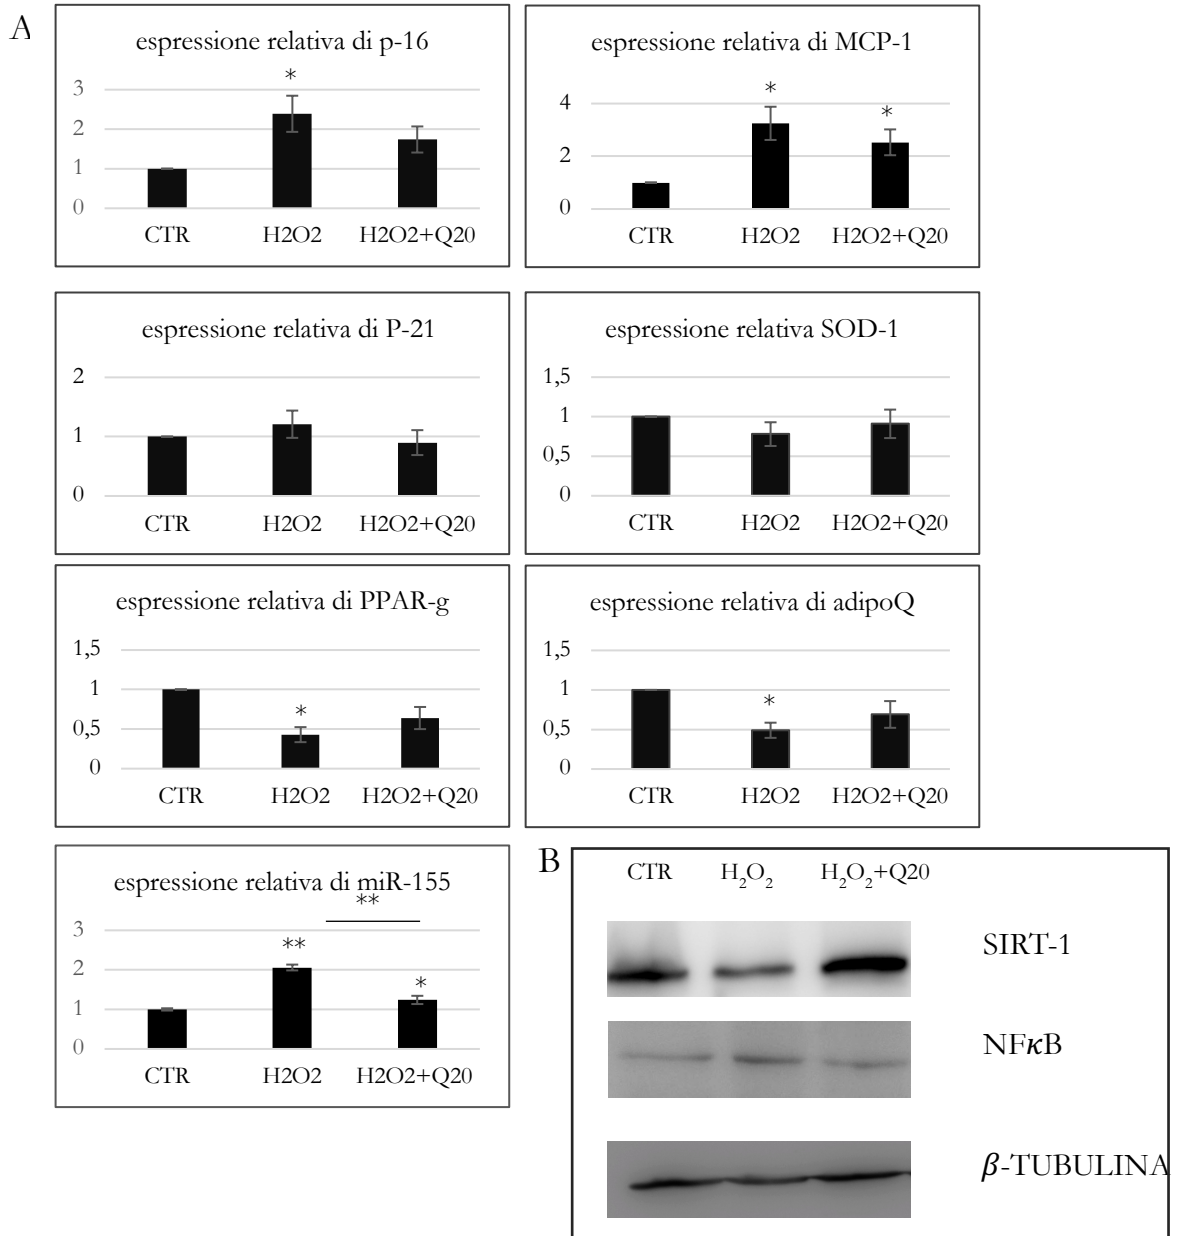 A
espressione relativa di p-16
3
*
2
1
0
CTR H2O2 H2O2+Q20
espressione relativa di MCP-1
4
*
*
2
0
CTR H2O2 H2O2+Q20
espressione relativa di P-21
2
1
0
CTR H2O2 H2O2+Q20
espressione relativa SOD-1
1,5
1
0,5
0
CTR H2O2 H2O2+Q20
espressione relativa di PPAR-g
1,5
1
*
0,5
0
CTR H2O2 H2O2+Q20
espressione relativa di adipoQ
1,5
1
*
0,5
0
CTR H2O2 H2O2+Q20
espressione relativa di miR-155
**
3
**
2
*
1
0
CTR H2O2 H2O2+Q20
B
CTR H₂O₂ H₂O₂+Q20
SIRT-1
NFκB
β-TUBULINA